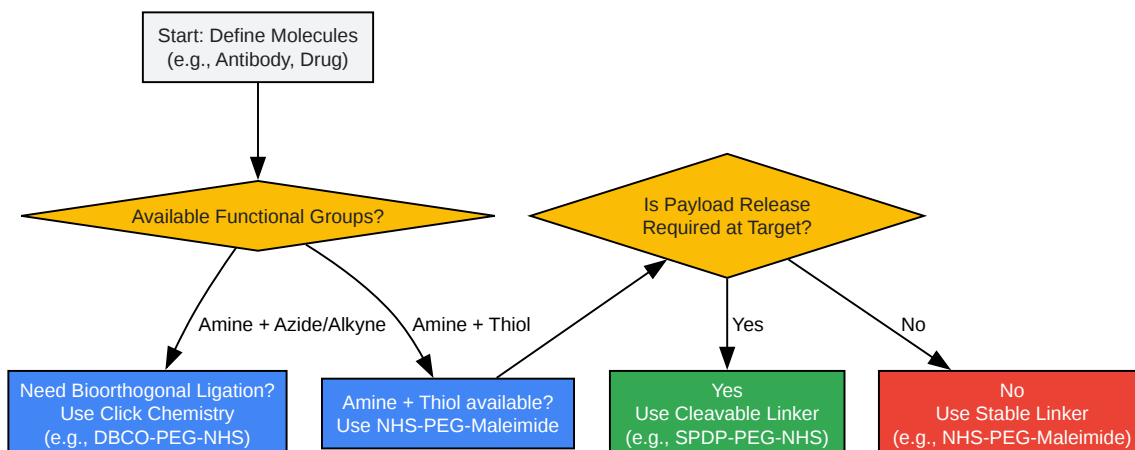 Start: Define Molecules
(e.g., Antibody, Drug)
Available Functional Groups?
Is Payload Release
Required at Target?
Amine + Azide/Alkyne
Amine + Thiol
Yes
No
Need Bioorthogonal Ligation?
Use Click Chemistry
(e.g., DBCO-PEG-NHS)
Amine + Thiol available?
Use NHS-PEG-Maleimide
Yes
Use Cleavable Linker
(e.g., SPDP-PEG-NHS)
No
Use Stable Linker
(e.g., NHS-PEG-Maleimide)